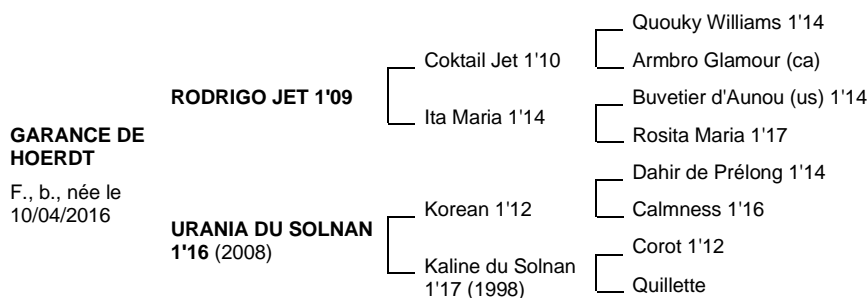 GARANCE DE
HOERDT
F., b., née le
10/04/2016
RODRIGO JET 1'09
URANIA DU SOLNAN
1'16 (2008)
Coktail Jet 1'10
Ita Maria 1'14
Korean 1'12
Kaline du Solnan
1'17 (1998)
Quouky Williams 1'14
Armbro Glamour (ca)
Buvetier d'Aunou (us) 1'14
Rosita Maria 1'17
Dahir de Prélong 1'14
Calmness 1'16
Corot 1'12
Quillette